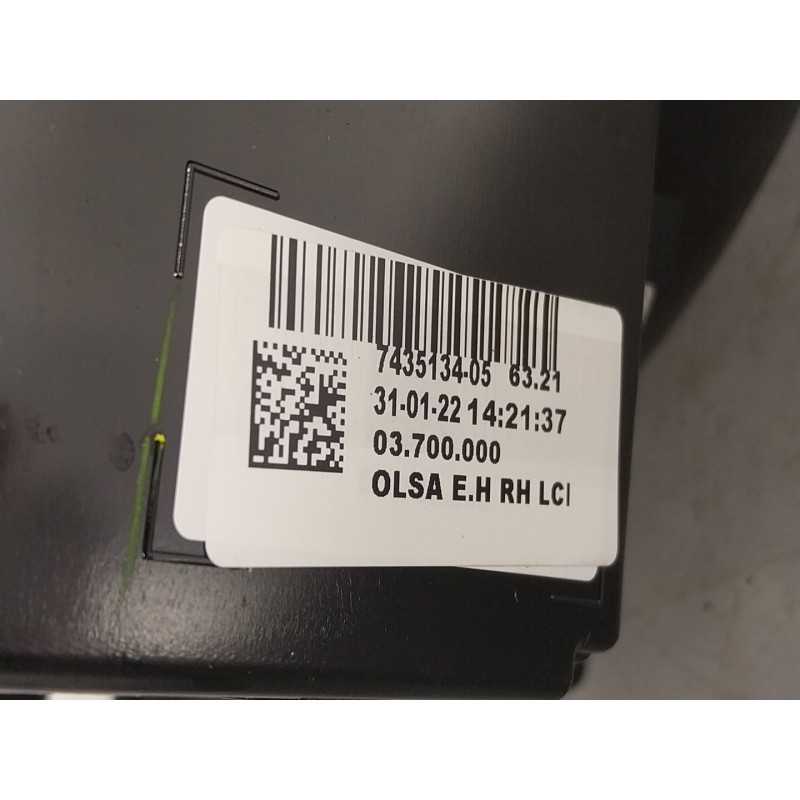 7435134-05 63.21
31-01-22 14:21:37
03.700.000
OLSA E.H RH LCI